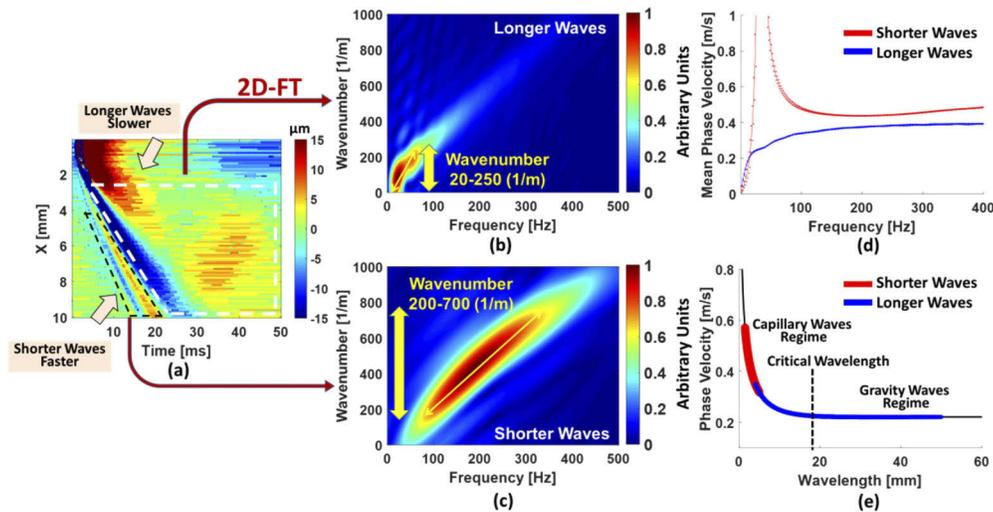 2D-FT
Longer Waves
Slower
µm
15
10
5
0
-5
-10
-15
2
4
6
8
10
X [mm]
10
20
30
40
50
Time [ms]
(a)
Shorter Waves
Faster
1000
800
600
400
200
0
Wavenumber [1/m]
Longer Waves
Wavenumber
20-250 (1/m)
0
100
200
300
400
500
Frequency [Hz]
(b)
1
0.8
0.6
0.4
0.2
0
Arbitrary Units
1000
800
600
400
200
0
Wavenumber [1/m]
Wavenumber
200-700 (1/m)
Shorter Waves
0
100
200
300
400
500
Frequency [Hz]
(c)
1
0.8
0.6
0.4
0.2
0
Arbitrary Units
1
0.8
0.6
0.4
0.2
0
Mean Phase Velocity [m/s]
Shorter Waves
Longer Waves
100
200
300
400
Frequency [Hz]
(d)
0.8
0.6
0.4
0.2
Phase Velocity [m/s]
Shorter Waves
Longer Waves
Capillary Waves
Regime
Critical Wavelength
Gravity Waves
Regime
0
20
40
60
Wavelength [mm]
(e)